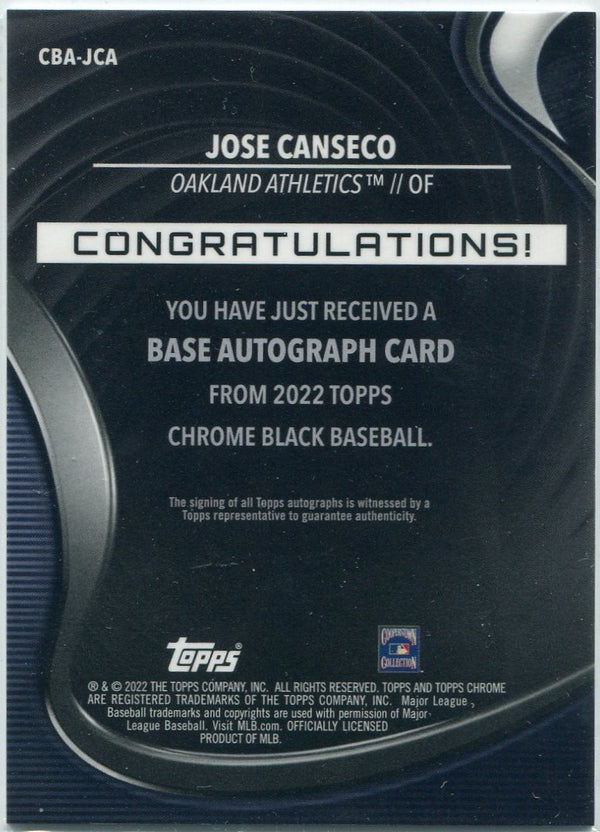 CBA-JCA
JOSE CANSECO
OAKLAND ATHLETICS™ // OF
CONGRATULATIONS!
YOU HAVE JUST RECEIVED A
BASE AUTOGRAPH CARD
FROM 2022 TOPPS
CHROME BLACK BASEBALL.
The signing of all Topps autographs is witnessed by a
Topps representative to guarantee authenticity.
topps®
COOPERSTOWN
COLLECTION
® & © 2022 THE TOPPS COMPANY, INC. ALL RIGHTS RESERVED. TOPPS AND TOPPS CHROME
ARE REGISTERED TRADEMARKS OF THE TOPPS COMPANY, INC. Major League
Baseball trademarks and copyrights are used with permission of Major
League Baseball. Visit MLB.com. OFFICIALLY LICENSED
PRODUCT OF MLB.